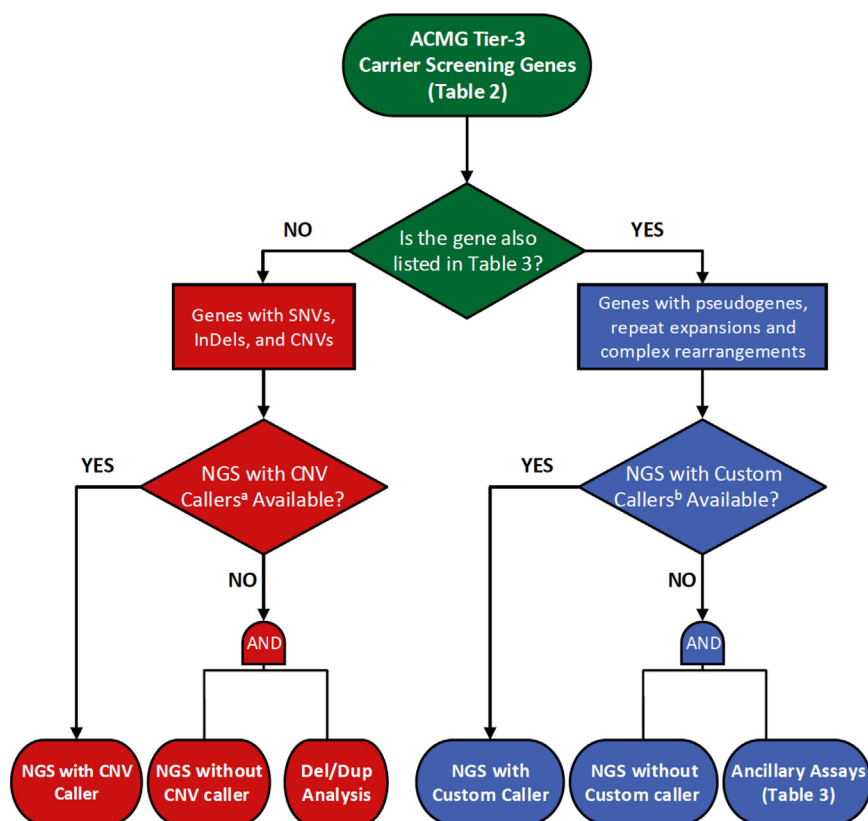 ACMG Tier-3
Carrier Screening Genes
(Table 2)
NO
YES
Is the gene also
listed in Table 3?
Genes with SNVs,
InDels, and CNVs
Genes with pseudogenes,
repeat expansions and
complex rearrangements
YES
NGS with CNV
Callersᵃ Available?
YES
NGS with Custom
Callersᵇ Available?
NO
NO
AND
AND
NGS with CNV
Caller
NGS without
CNV caller
Del/Dup
Analysis
NGS with
Custom Caller
NGS without
Custom caller
Ancillary Assays
(Table 3)